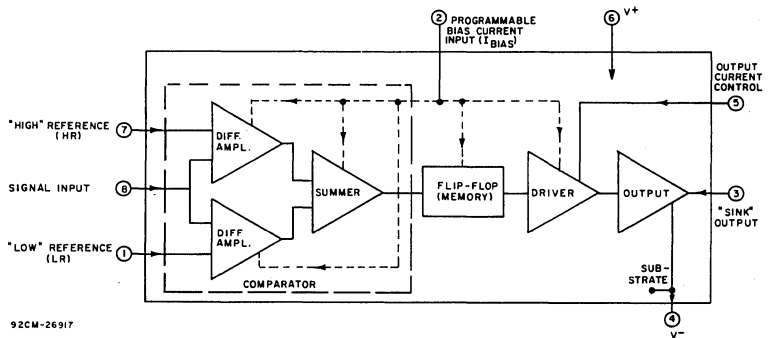 ② PROGRAMMABLE
BIAS CURRENT
INPUT (I BIAS)
⑥ V+
OUTPUT
CURRENT
CONTROL
⑤
"HIGH" REFERENCE
(HR)
⑦
DIFF.
AMPL.
SIGNAL INPUT
⑧
SUMMER
FLIP-FLOP
(MEMORY)
DRIVER
OUTPUT
③
"SINK"
OUTPUT
"LOW" REFERENCE
(LR)
①
DIFF
AMPL.
COMPARATOR
SUB-
STRATE
④
V-
92CM-26917